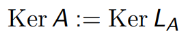 Ker A := Ker L_A